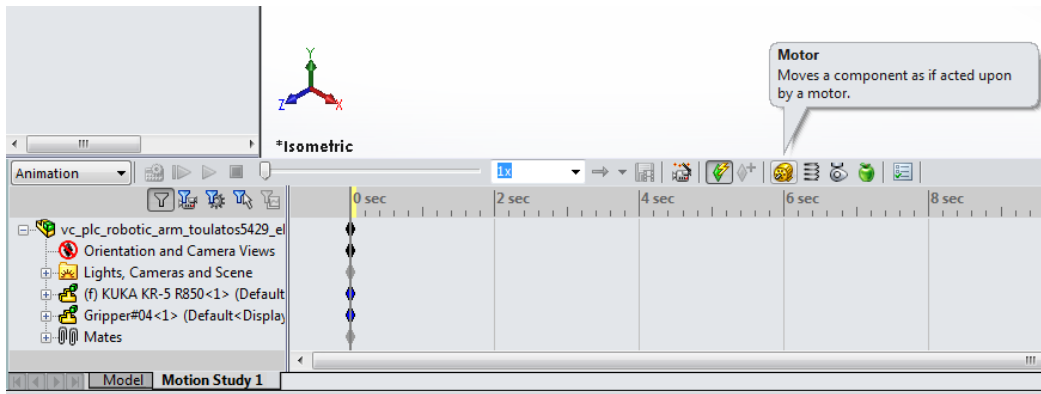 Motor
Moves a component as if acted upon
by a motor.
Y
Z
X
*Isometric
Animation
1x
0 sec
2 sec
4 sec
6 sec
8 sec
vc_plc_robotic_arm_toulatos5429_el
Orientation and Camera Views
Lights, Cameras and Scene
(f) KUKA KR-5 R850<1> (Default
Gripper#04<1> (Default<Display
Mates
Model
Motion Study 1